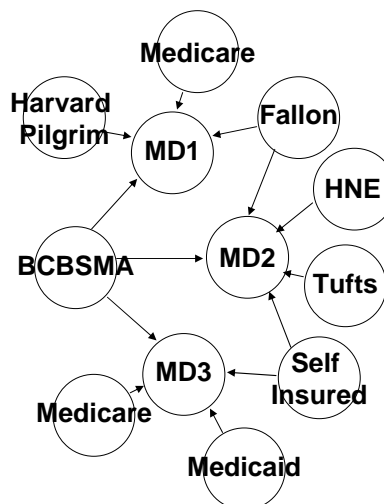 Medicare
Harvard
Pilgrim
Fallon
MD1
HNE
BCBSMA
MD2
Tufts
MD3
Self
Insured
Medicare
Medicaid